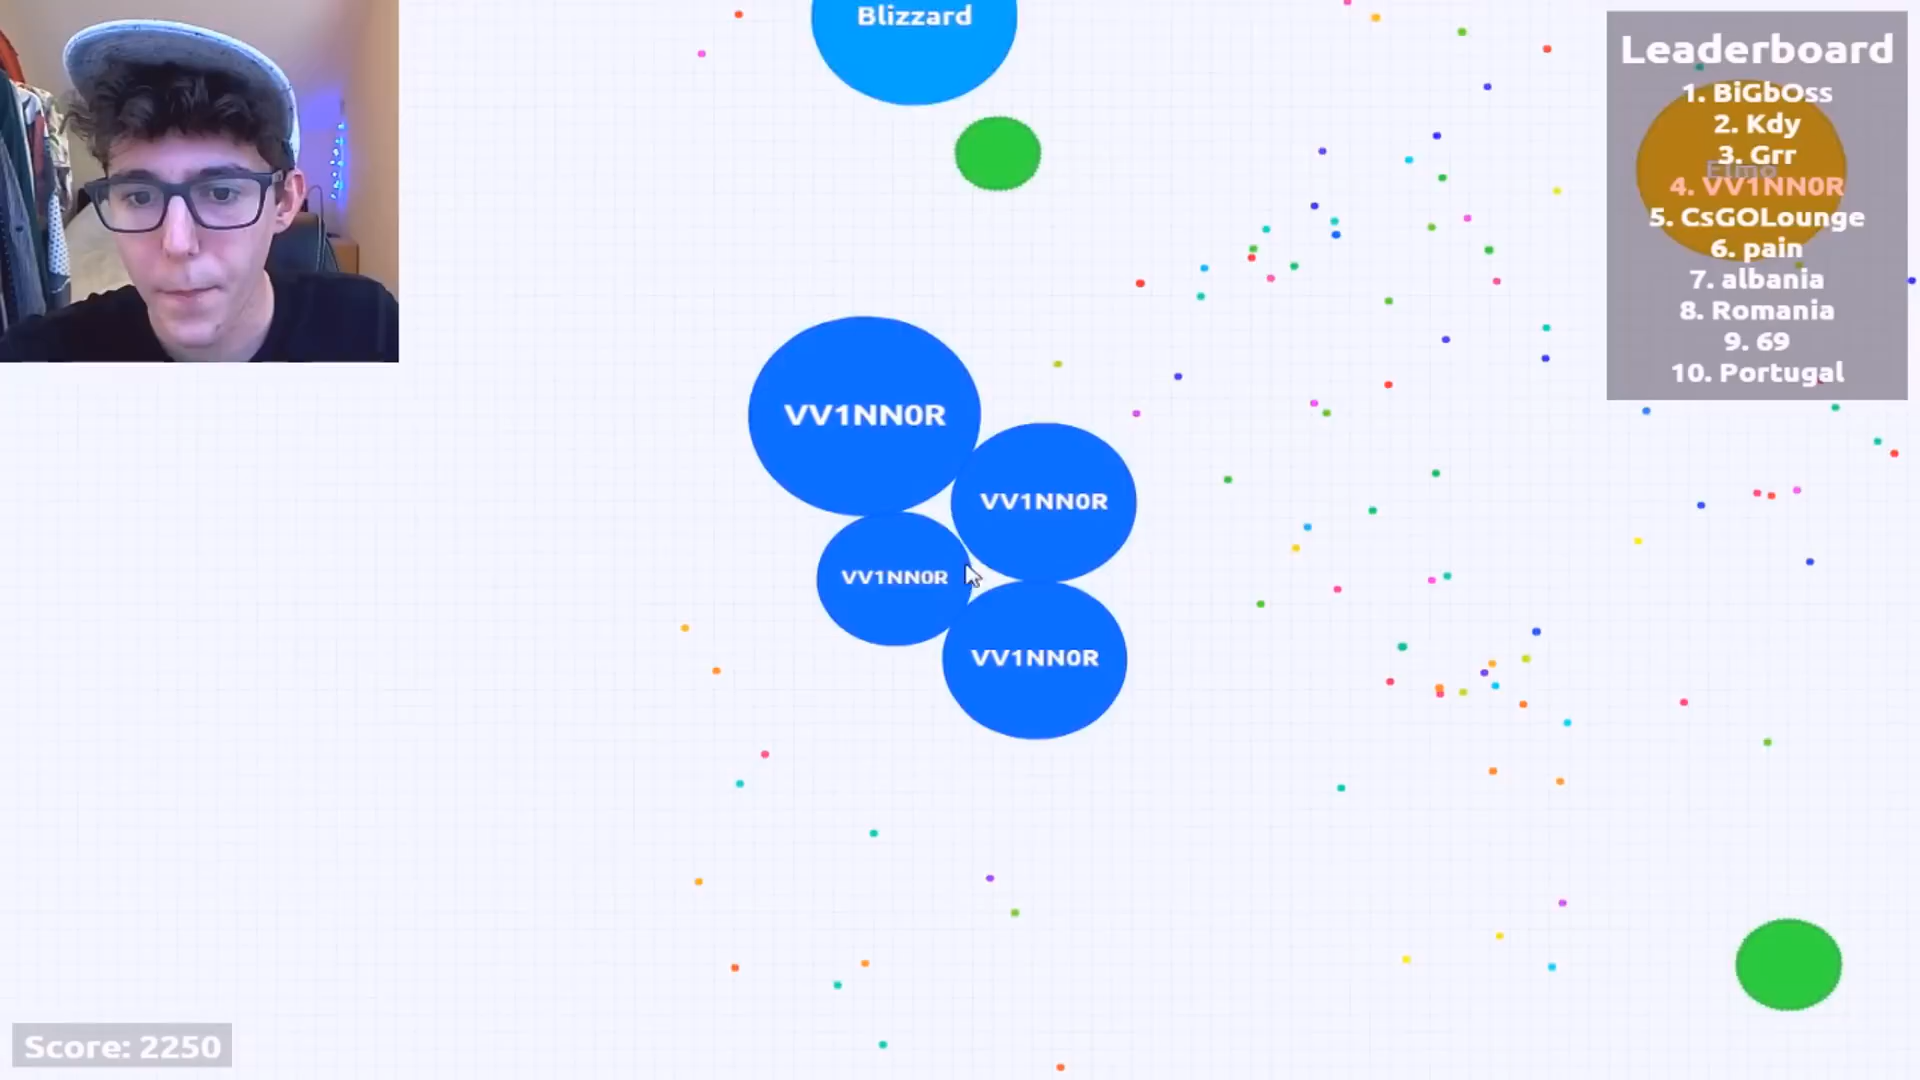 Blizzard
Leaderboard
1. BiGbOss
2. Kdy
3. Grr
Elmo
4. VV1NN0R
5. CsGOLounge
6. pain
7. albania
8. Romania
9. 69
10. Portugal
VV1NN0R
VV1NN0R
VV1NN0R
VV1NN0R
Score: 2250